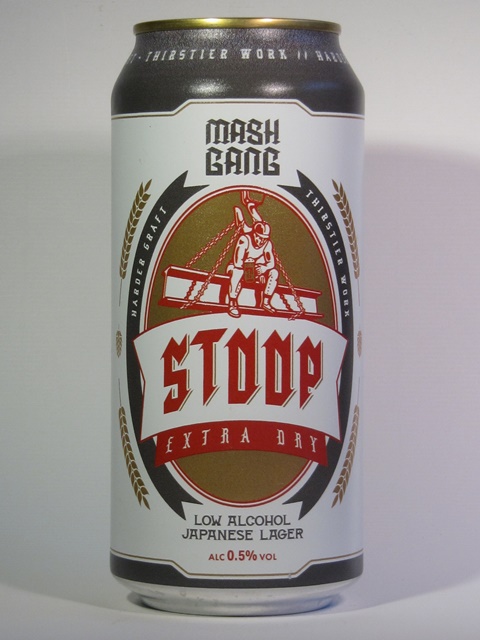 - THIRSTIER WORK // HAR
MASH
GANG
HARDER GRAFT
THIRSTIER WORK
STOOP
EXTRA DRY
LOW ALCOHOL
JAPANESE LAGER
ALC 0.5% VOL